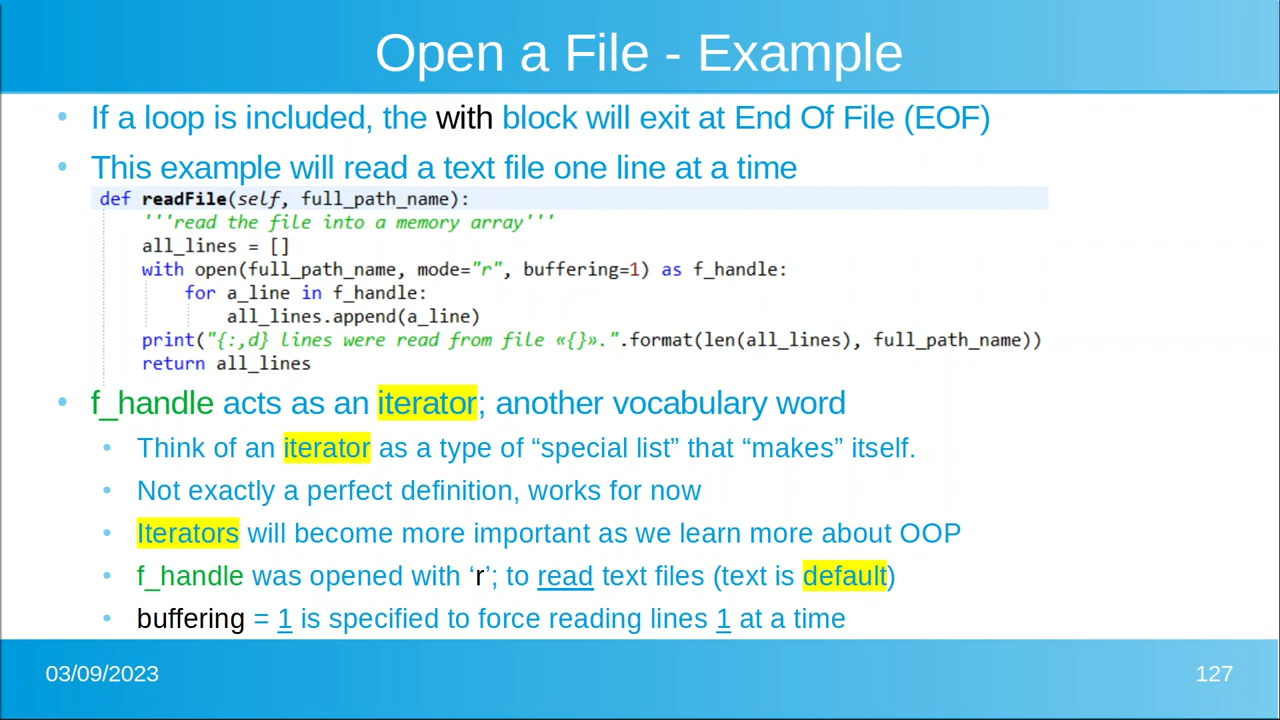 Open a File - Example
• If a loop is included, the with block will exit at End Of File (EOF)
• This example will read a text file one line at a time
def readFile(self, full_path_name):
'''read the file into a memory array'''
all_lines = []
with open(full_path_name, mode="r", buffering=1) as f_handle:
for a_line in f_handle:
all_lines.append(a_line)
print("{:,d} lines were read from file «{}».".format(len(all_lines), full_path_name))
return all_lines
• f_handle acts as an iterator; another vocabulary word
• Think of an iterator as a type of “special list” that “makes” itself.
• Not exactly a perfect definition, works for now
• Iterators will become more important as we learn more about OOP
• f_handle was opened with ‘r’; to read text files (text is default)
• buffering = 1 is specified to force reading lines 1 at a time
03/09/2023
127